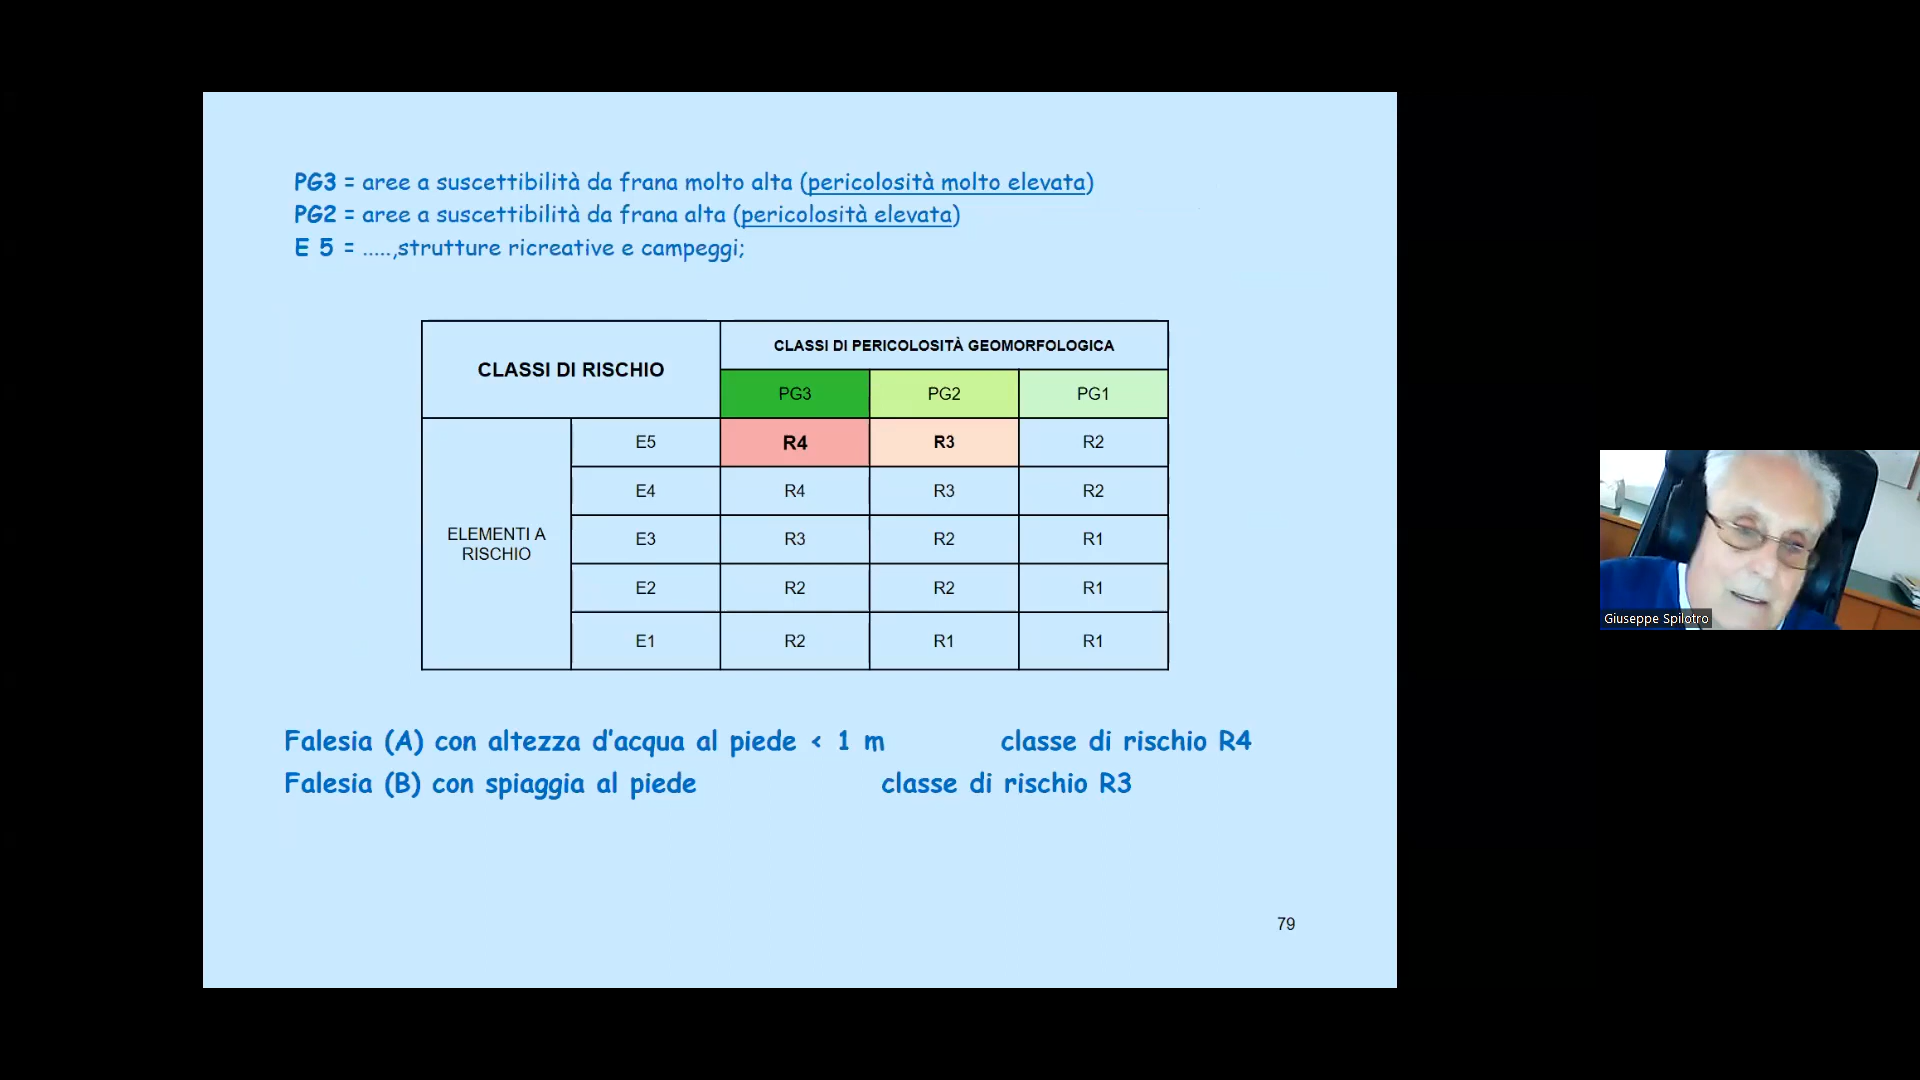 PG3 = aree a suscettibilità da frana molto alta (pericolosità molto elevata)
PG2 = aree a suscettibilità da frana alta (pericolosità elevata)
E 5 = .....,strutture ricreative e campeggi;
CLASSI DI RISCHIO
CLASSI DI PERICOLOSITÀ GEOMORFOLOGICA
PG3 PG2 PG1
ELEMENTI A
RISCHIO
E5 R4 R3 R2
E4 R4 R3 R2
E3 R3 R2 R1
E2 R2 R2 R1
E1 R2 R1 R1
Falesia (A) con altezza d'acqua al piede < 1 m classe di rischio R4
Falesia (B) con spiaggia al piede classe di rischio R3
79
Giuseppe Spilotro